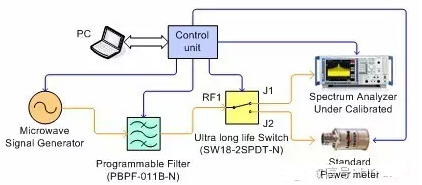 PC
Control
unit
RF1
J1
J2
Spectrum Analyzer
Under Calibrated
Microwave
Signal Generator
Programmable Filter
(PBPF-011B-N)
Ultra long life Switch
(SW18-2SPDT-N)
Standard
Power meter